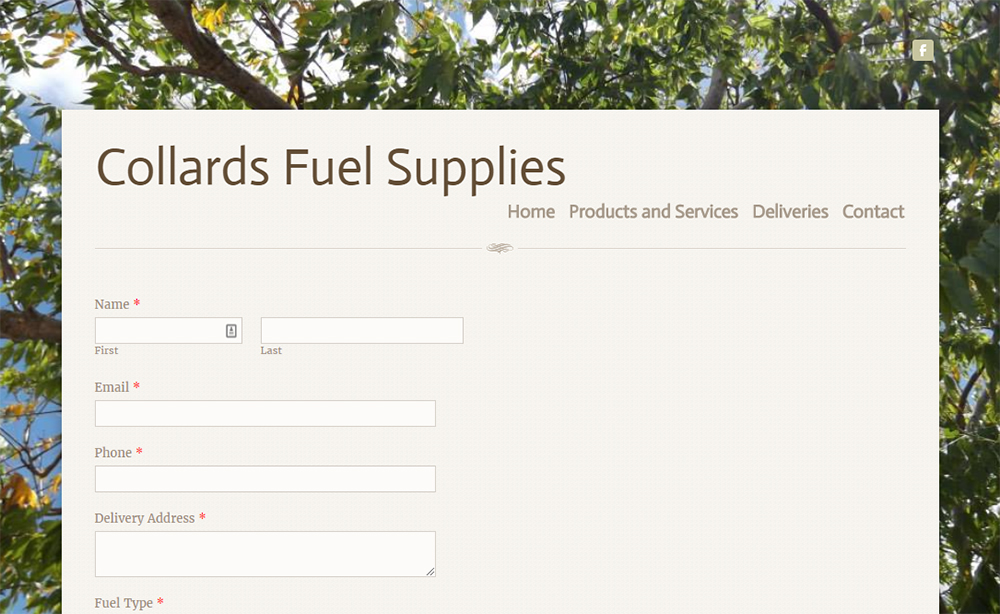 f
Collards Fuel Supplies
Home Products and Services Deliveries Contact
Name *
First Last
Email *
Phone *
Delivery Address *
Fuel Type *